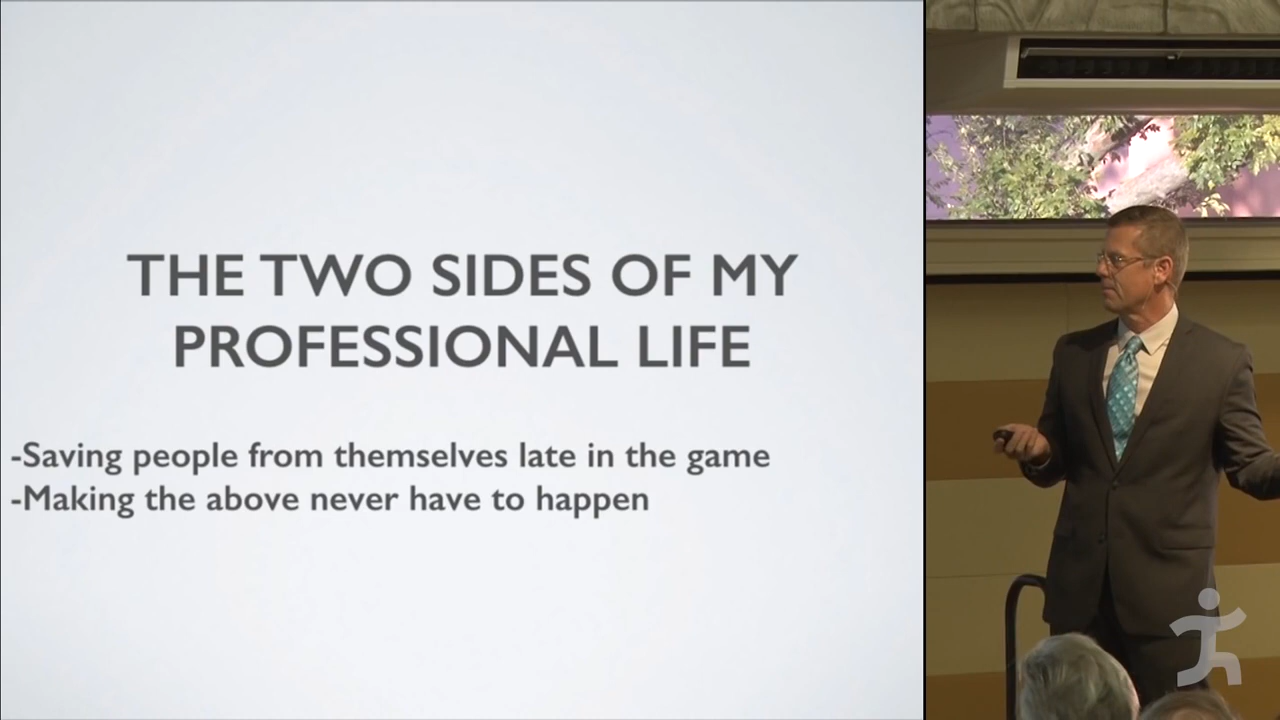 THE TWO SIDES OF MY
PROFESSIONAL LIFE
-Saving people from themselves late in the game
-Making the above never have to happen